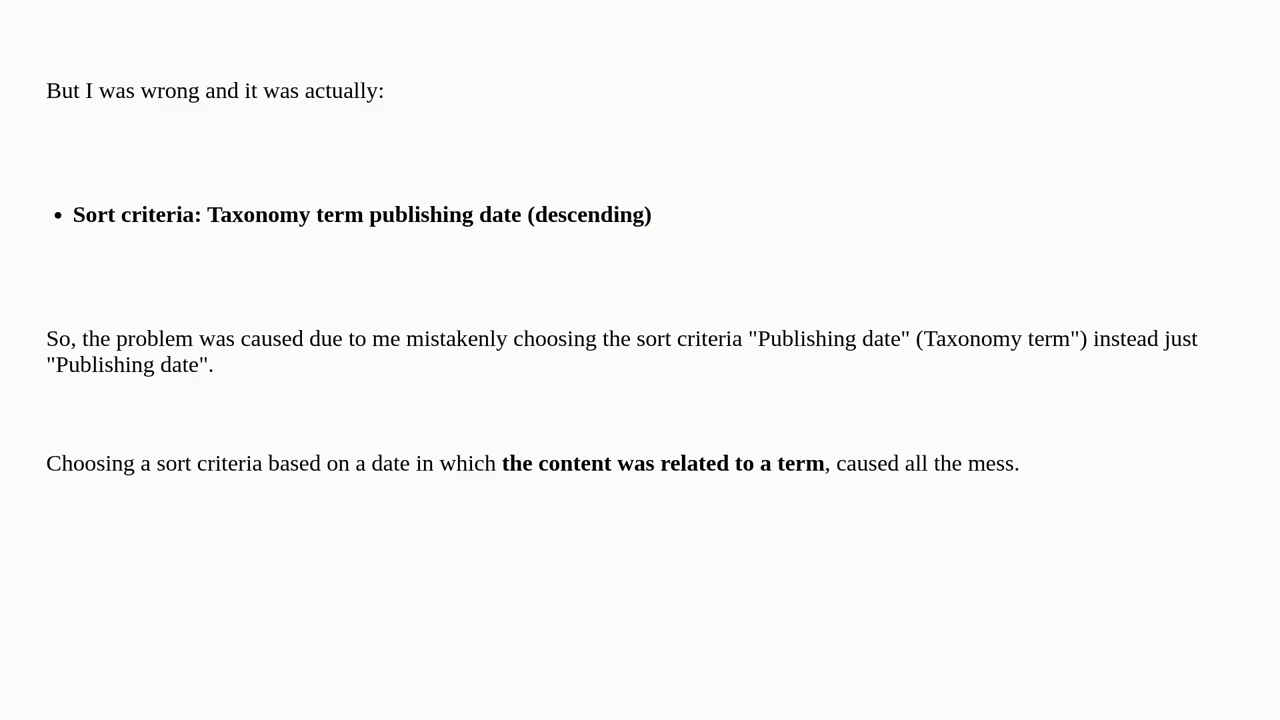 But I was wrong and it was actually:
• Sort criteria: Taxonomy term publishing date (descending)
So, the problem was caused due to me mistakenly choosing the sort criteria "Publishing date" (Taxonomy term") instead just
"Publishing date".
Choosing a sort criteria based on a date in which the content was related to a term, caused all the mess.